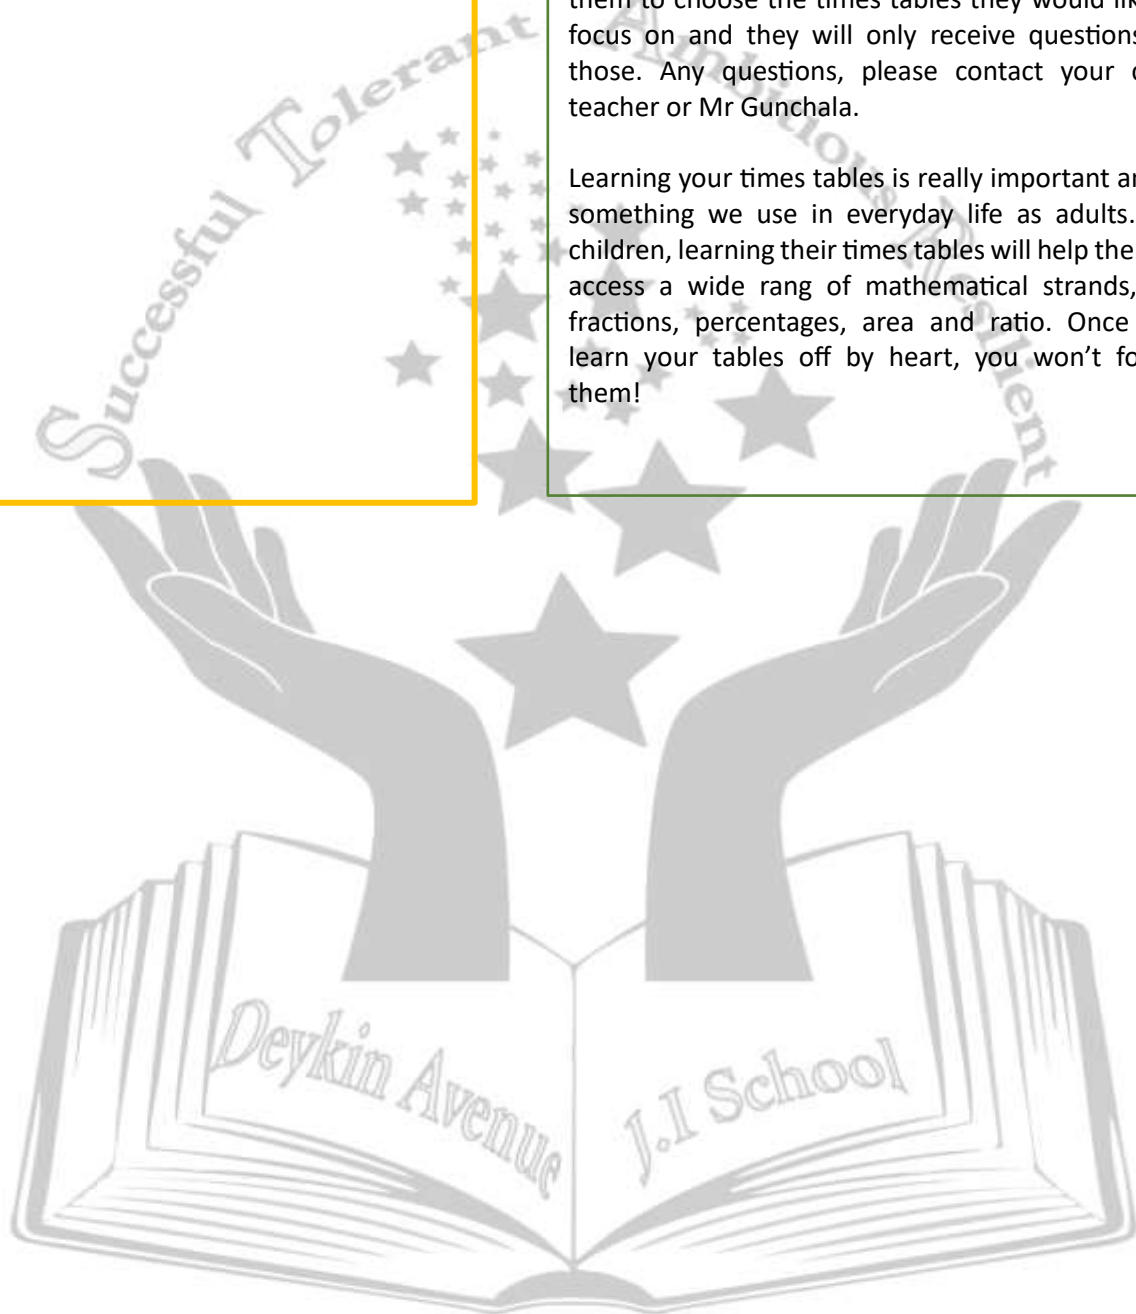 them to choose the times tables they would lik
focus on and they will only receive questions
those. Any questions, please contact your
teacher or Mr Gunchala.
Learning your times tables is really important a
something we use in everyday life as adults.
children, learning their times tables will help the
access a wide range of mathematical strands,
fractions, percentages, area and ratio. Once
learn your tables off by heart, you won't fo
them!
Successful Tolerant Ambitious Resilient
Deykin Avenue
J.I School